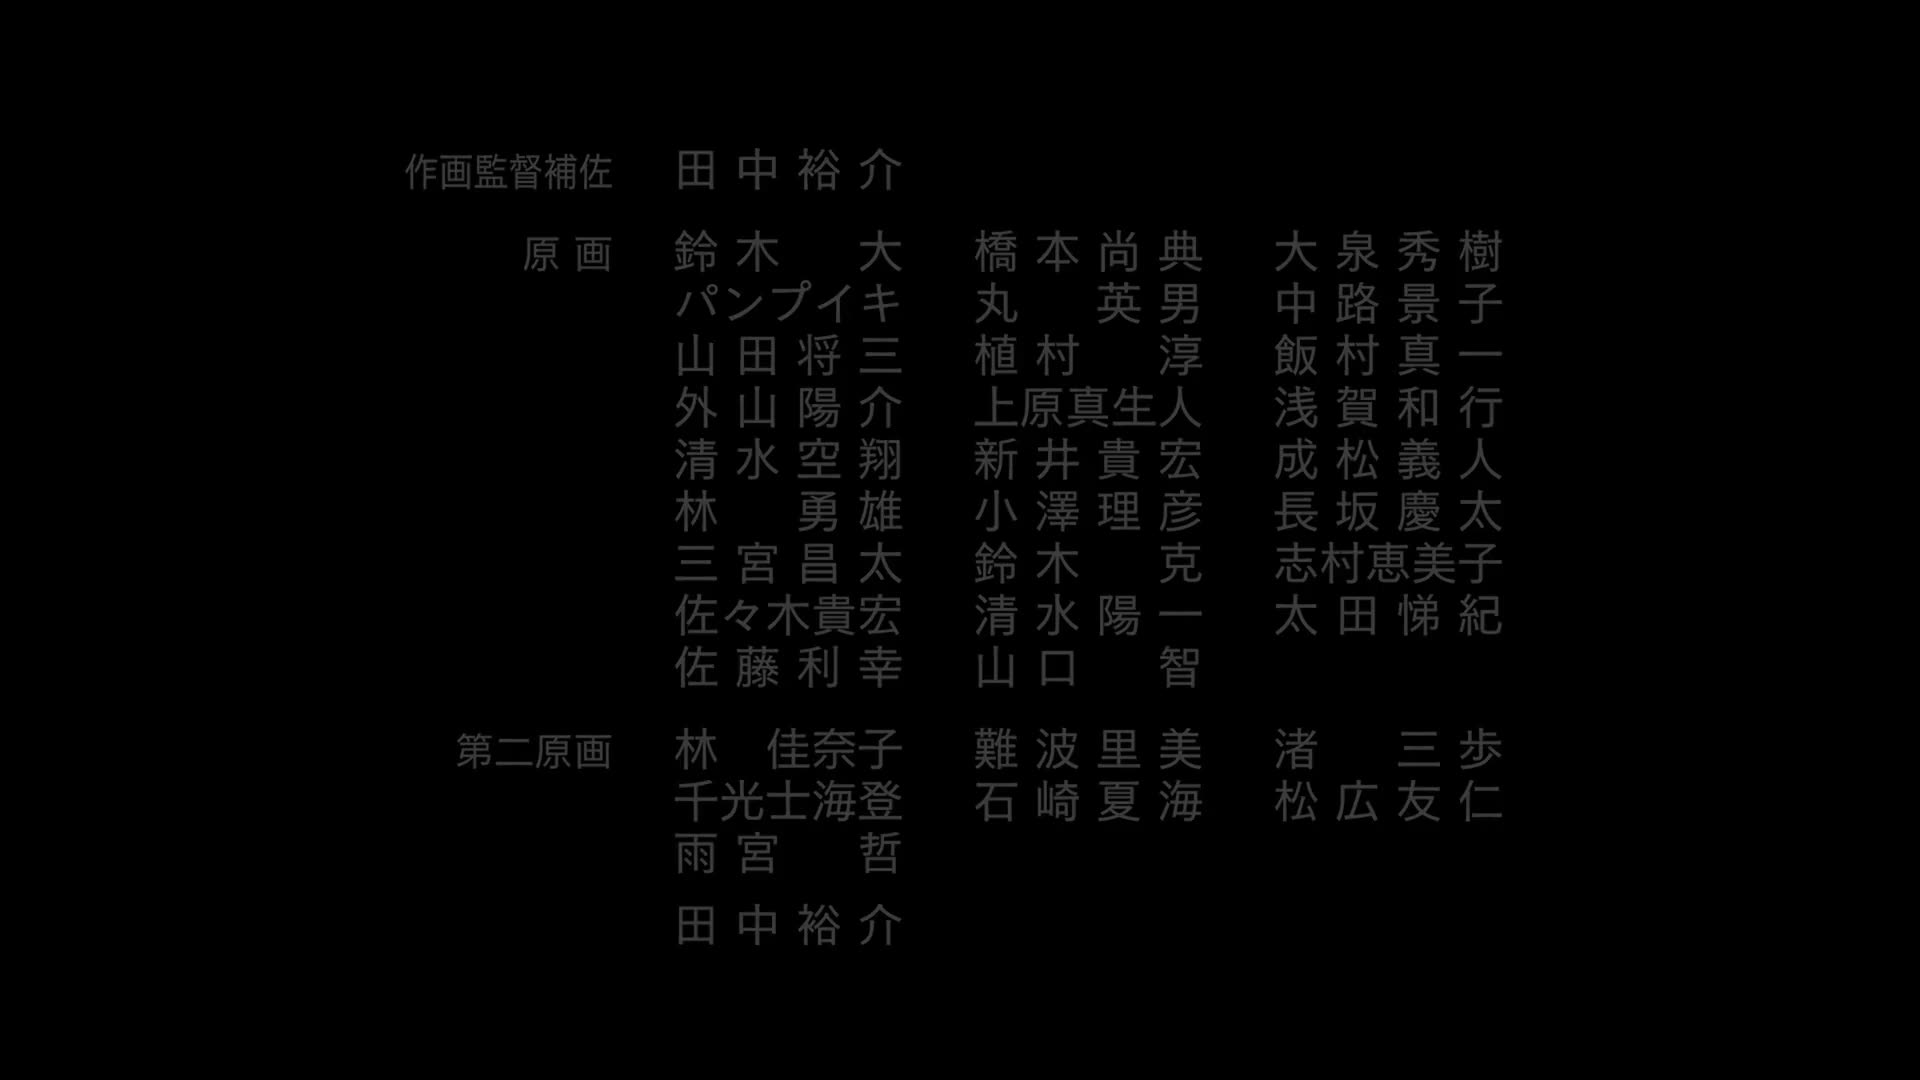 作画監督補佐 田中裕介
原画 鈴木 大 橋本尚典 大泉秀樹
パンプイキ 丸 英男 中路景子
山田将三 植村 淳 飯村真一
外山陽介 上原真生人 浅賀和行
清水空翔 新井貴宏 成松義人
林 勇雄 小澤理彦 長坂慶太
三宮昌太 鈴木 克 志村恵美子
佐々木貴宏 清水陽一 太田悌紀
佐藤利幸 山口 智
第二原画 林 佳奈子 難波里美 渚 三歩
千光士海登 石崎夏海 松広友仁
雨宮 哲
田中裕介